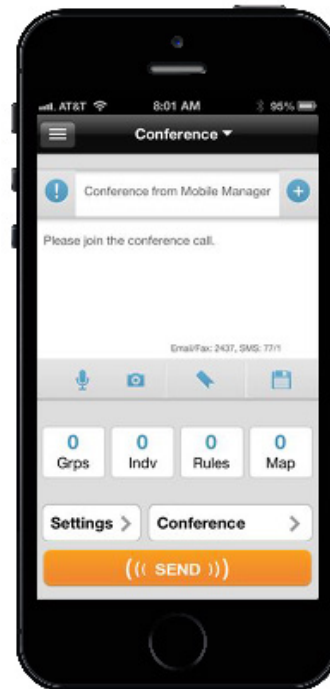 AT&T 8:01 AM 95%
Conference
! Conference from Mobile Manager +
Please join the conference call.
Email/Fax: 2437, SMS: 77/1
0 0 0 0
Grps Indv Rules Map
Settings > Conference >
((( SEND )))